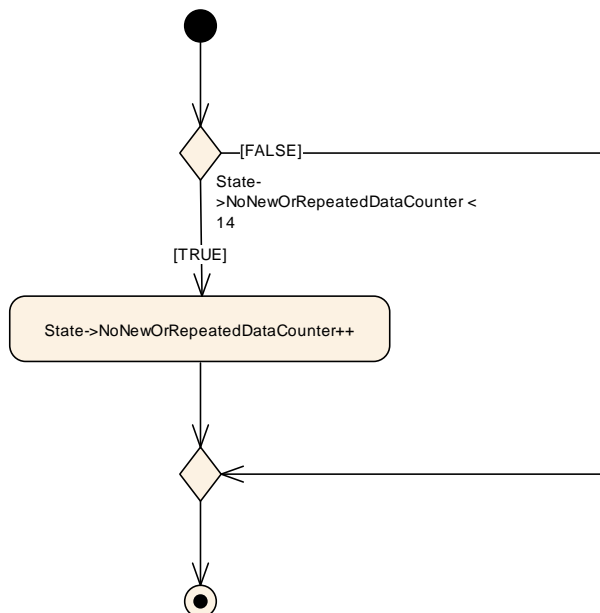 [FALSE]
State-
>NoNewOrRepeatedDataCounter <
14
[TRUE]
State->NoNewOrRepeatedDataCounter++